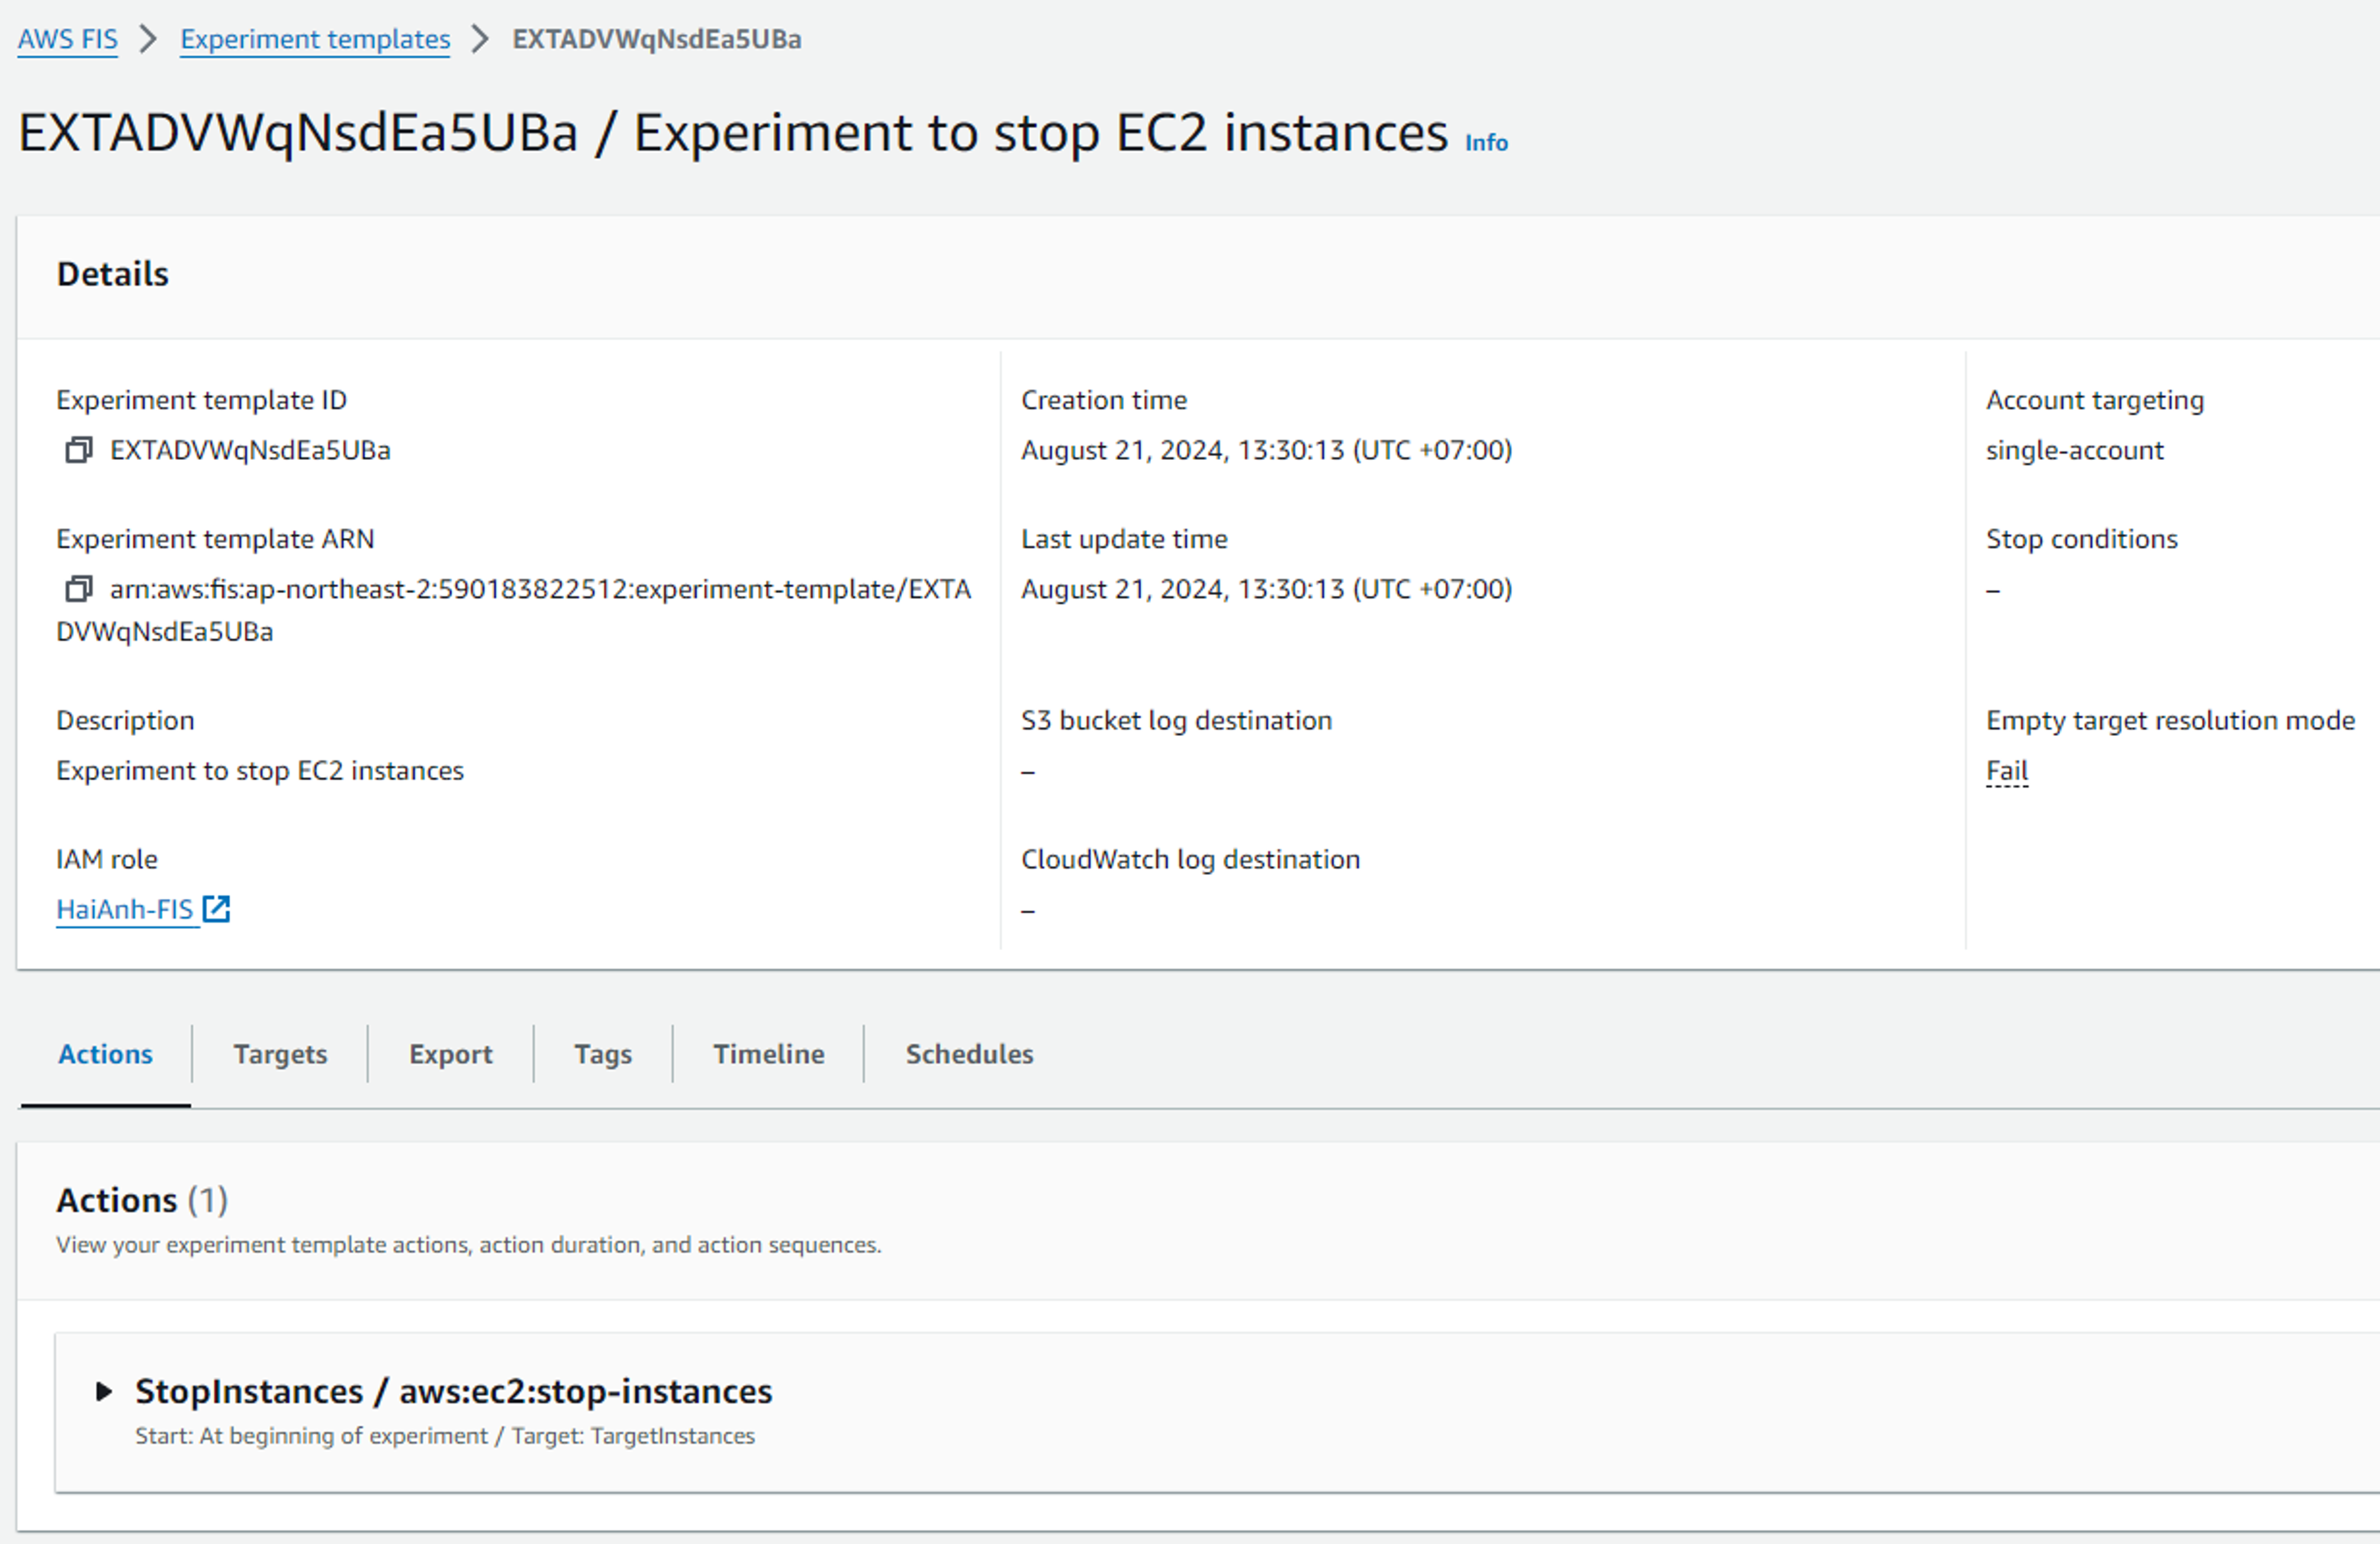 AWS FIS > Experiment templates > EXTADVWqNsdEa5UBa
EXTADVWqNsdEa5UBa / Experiment to stop EC2 instances Info
Details
Experiment template ID
EXTADVWqNsdEa5UBa
Experiment template ARN
arn:aws:fis:ap-northeast-2:590183822512:experiment-template/EXTA
DVWqNsdEa5UBa
Description
Experiment to stop EC2 instances
IAM role
HaiAnh-FIS
Creation time
August 21, 2024, 13:30:13 (UTC +07:00)
Last update time
August 21, 2024, 13:30:13 (UTC +07:00)
S3 bucket log destination
–
CloudWatch log destination
–
Account targeting
single-account
Stop conditions
–
Empty target resolution mode
Fail
Actions Targets Export Tags Timeline Schedules
Actions (1)
View your experiment template actions, action duration, and action sequences.
StopInstances / aws:ec2:stop-instances
Start: At beginning of experiment / Target: TargetInstances